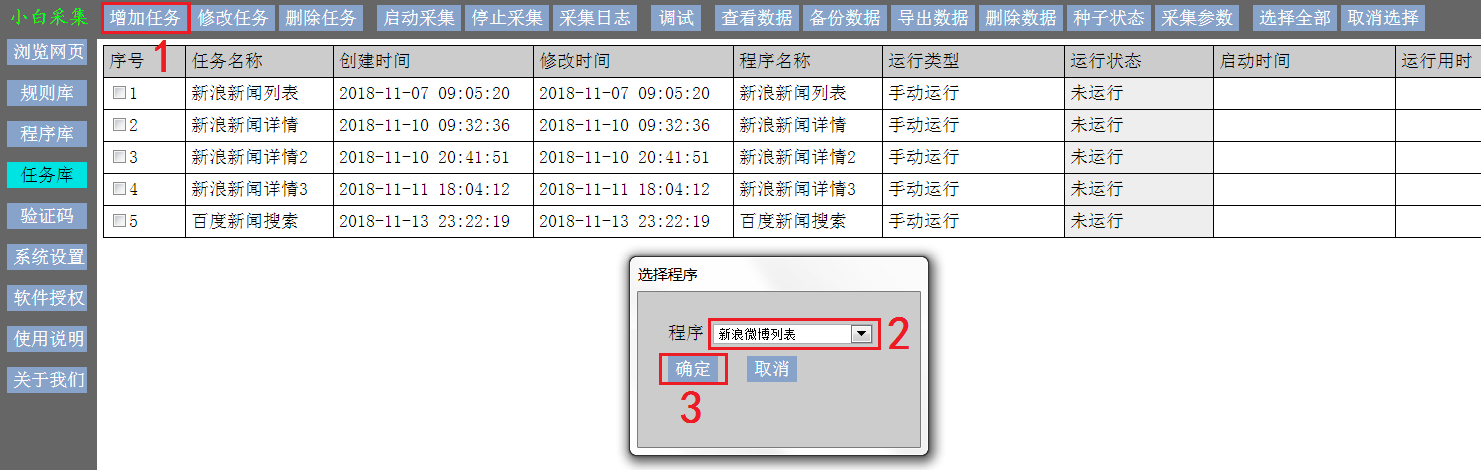 小白采集 增加任务 修改任务 删除任务 启动采集 停止采集 采集日志 调试 查看数据 备份数据 导出数据 删除数据 种子状态 采集参数 选择全部 取消选择
1
浏览网页
规则库
程序库
任务库
验证码
系统设置
软件授权
使用说明
关于我们
序号 任务名称 创建时间 修改时间 程序名称 运行类型 运行状态 启动时间 运行用时
1 新浪新闻列表 2018-11-07 09:05:20 2018-11-07 09:05:20 新浪新闻列表 手动运行 未运行
2 新浪新闻详情 2018-11-10 09:32:36 2018-11-10 09:32:36 新浪新闻详情 手动运行 未运行
3 新浪新闻详情2 2018-11-10 20:41:51 2018-11-10 20:41:51 新浪新闻详情2 手动运行 未运行
4 新浪新闻详情3 2018-11-11 18:04:12 2018-11-11 18:04:12 新浪新闻详情3 手动运行 未运行
5 百度新闻搜索 2018-11-13 23:22:19 2018-11-13 23:22:19 百度新闻搜索 手动运行 未运行
选择程序
程序 新浪微博列表 2
确定 取消
3